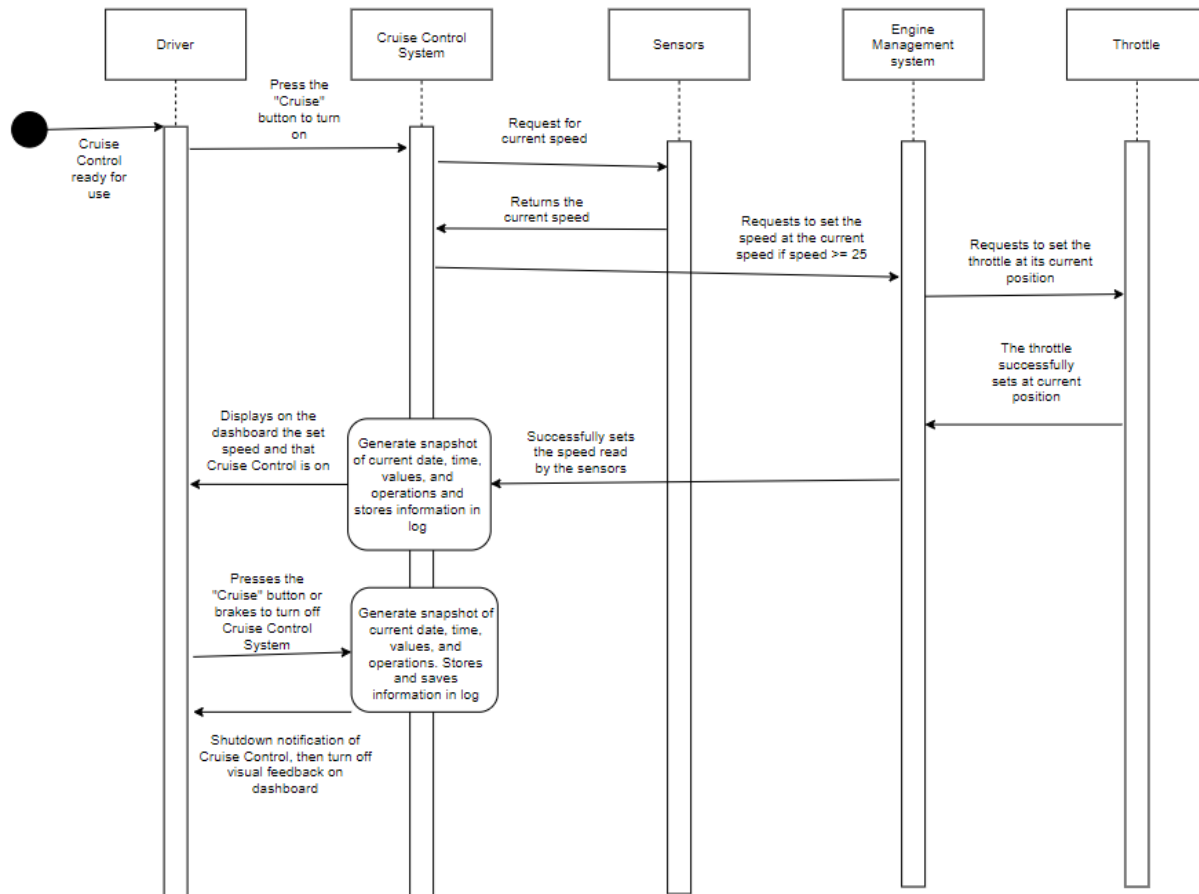 Driver
Cruise Control
System
Sensors
Engine
Management
system
Throttle
Press the
"Cruise"
button to turn
on
Cruise
Control
ready for
use
Request for
current speed
Returns the
current speed
Requests to set the
speed at the current
speed if speed >= 25
Requests to set the
throttle at its current
position
The throttle
successfully
sets at current
position
Displays on the
dashboard the set
speed and that
Cruise Control is on
Generate snapshot
of current date, time,
values, and
operations and
stores information in
log
Successfully sets
the speed read
by the sensors
Presses the
"Cruise" button or
brakes to turn off
Cruise Control
System
Generate snapshot of
current date, time,
values, and
operations. Stores
and saves
information in log
Shutdown notification of
Cruise Control, then turn off
visual feedback on
dashboard